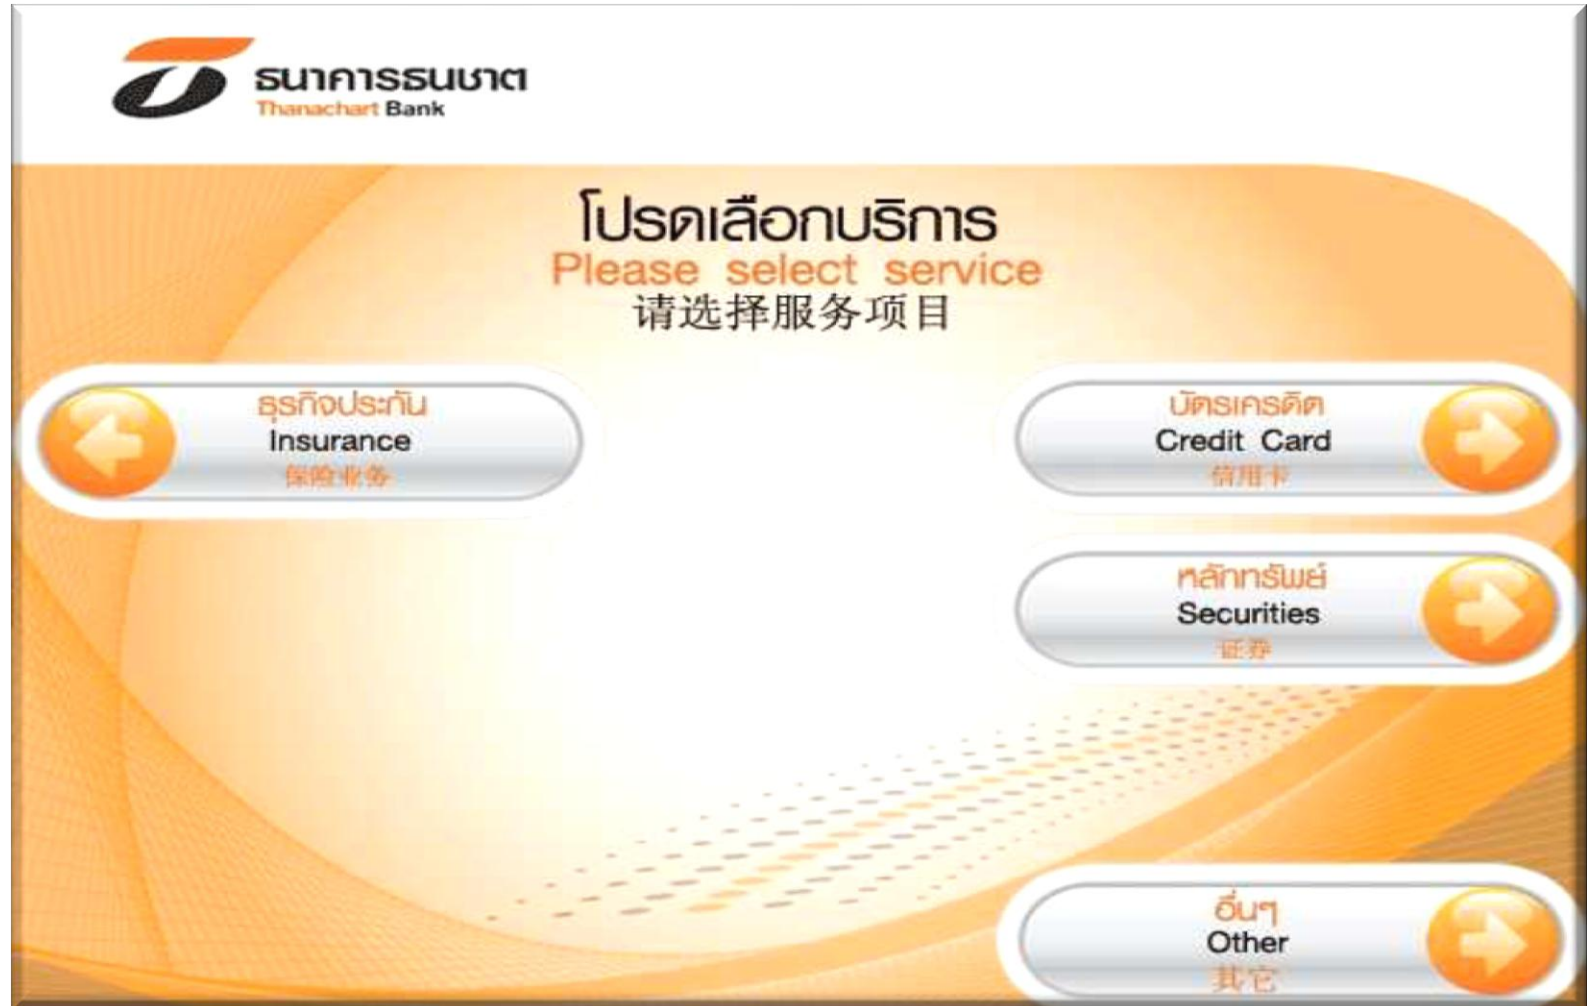 ธนาคารธนชาต
Thanachart Bank
โปรดเลือกบริการ
Please select service
请选择服务项目
ธุรกิจประกัน
Insurance
保险业务
บัตรเครดิต
Credit Card
信用卡
หลักทรัพย์
Securities
证券
อื่นๆ
Other
其它